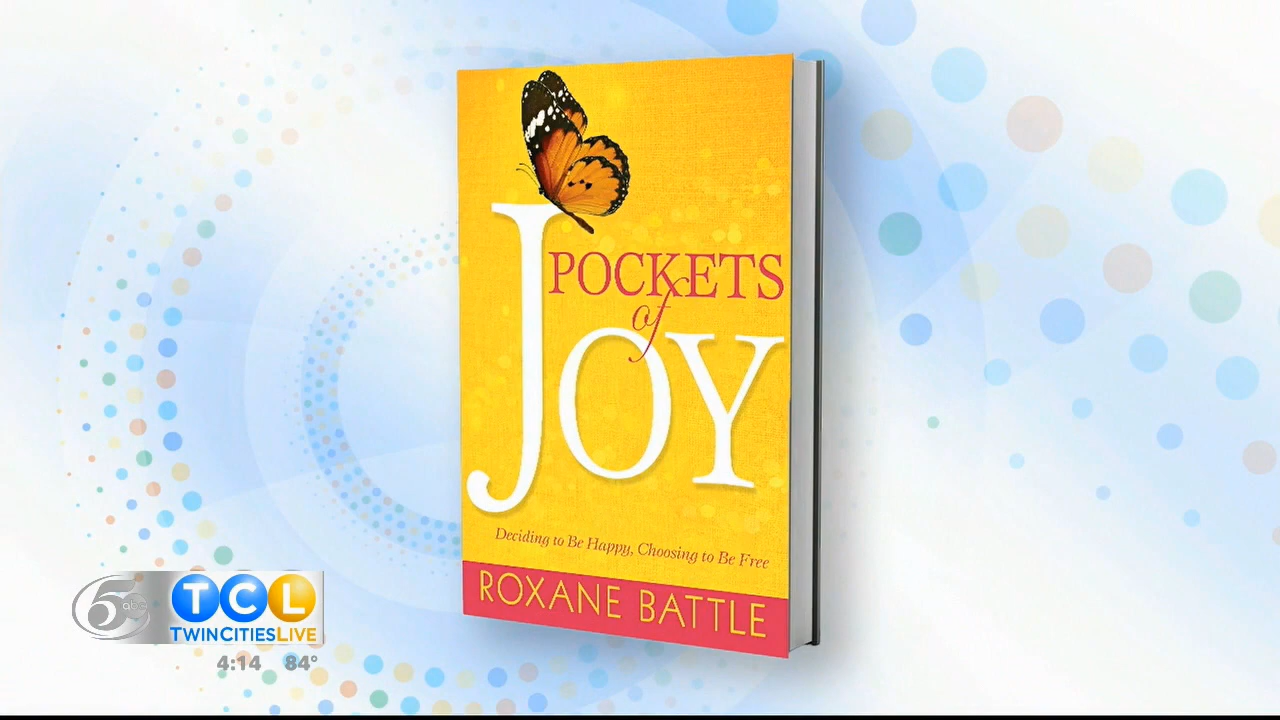 POCKETS
of
JOY
Deciding to Be Happy, Choosing to Be Free
ROXANE BATTLE
5 abc
TCL
TWINCITIESLIVE
4:14 84°